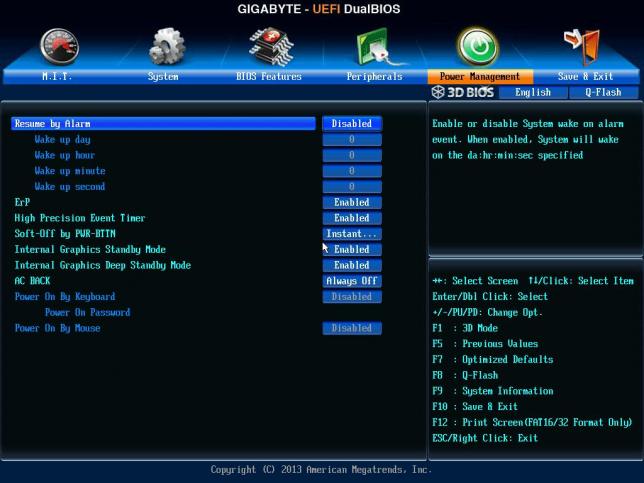 GIGABYTE - UEFI DualBIOS
M.I.T. System BIOS Features Peripherals Power Management Save & Exit
3D BIOS English Q-Flash
Resume by Alarm Disabled
Wake up day 0
Wake up hour 0
Wake up minute 0
Wake up second 0
ErP Enabled
High Precision Event Timer Enabled
Soft-Off by PWR-BTTN Instant...
Internal Graphics Standby Mode Enabled
Internal Graphics Deep Standby Mode Enabled
AC BACK Always Off
Power On By Keyboard Disabled
Power On Password
Power On By Mouse Disabled
Enable or disable System wake on alarm
event. When enabled, System will wake
on the da:hr:min:sec specified
→←: Select Screen ↑↓/Click: Select Item
Enter/Dbl Click: Select
+/-/PU/PD: Change Opt.
F1 : 3D Mode
F5 : Previous Values
F7 : Optimized Defaults
F8 : Q-Flash
F9 : System Information
F10 : Save & Exit
F12 : Print Screen(FAT16/32 Format Only)
ESC/Right Click: Exit
Copyright (C) 2013 American Megatrends, Inc.